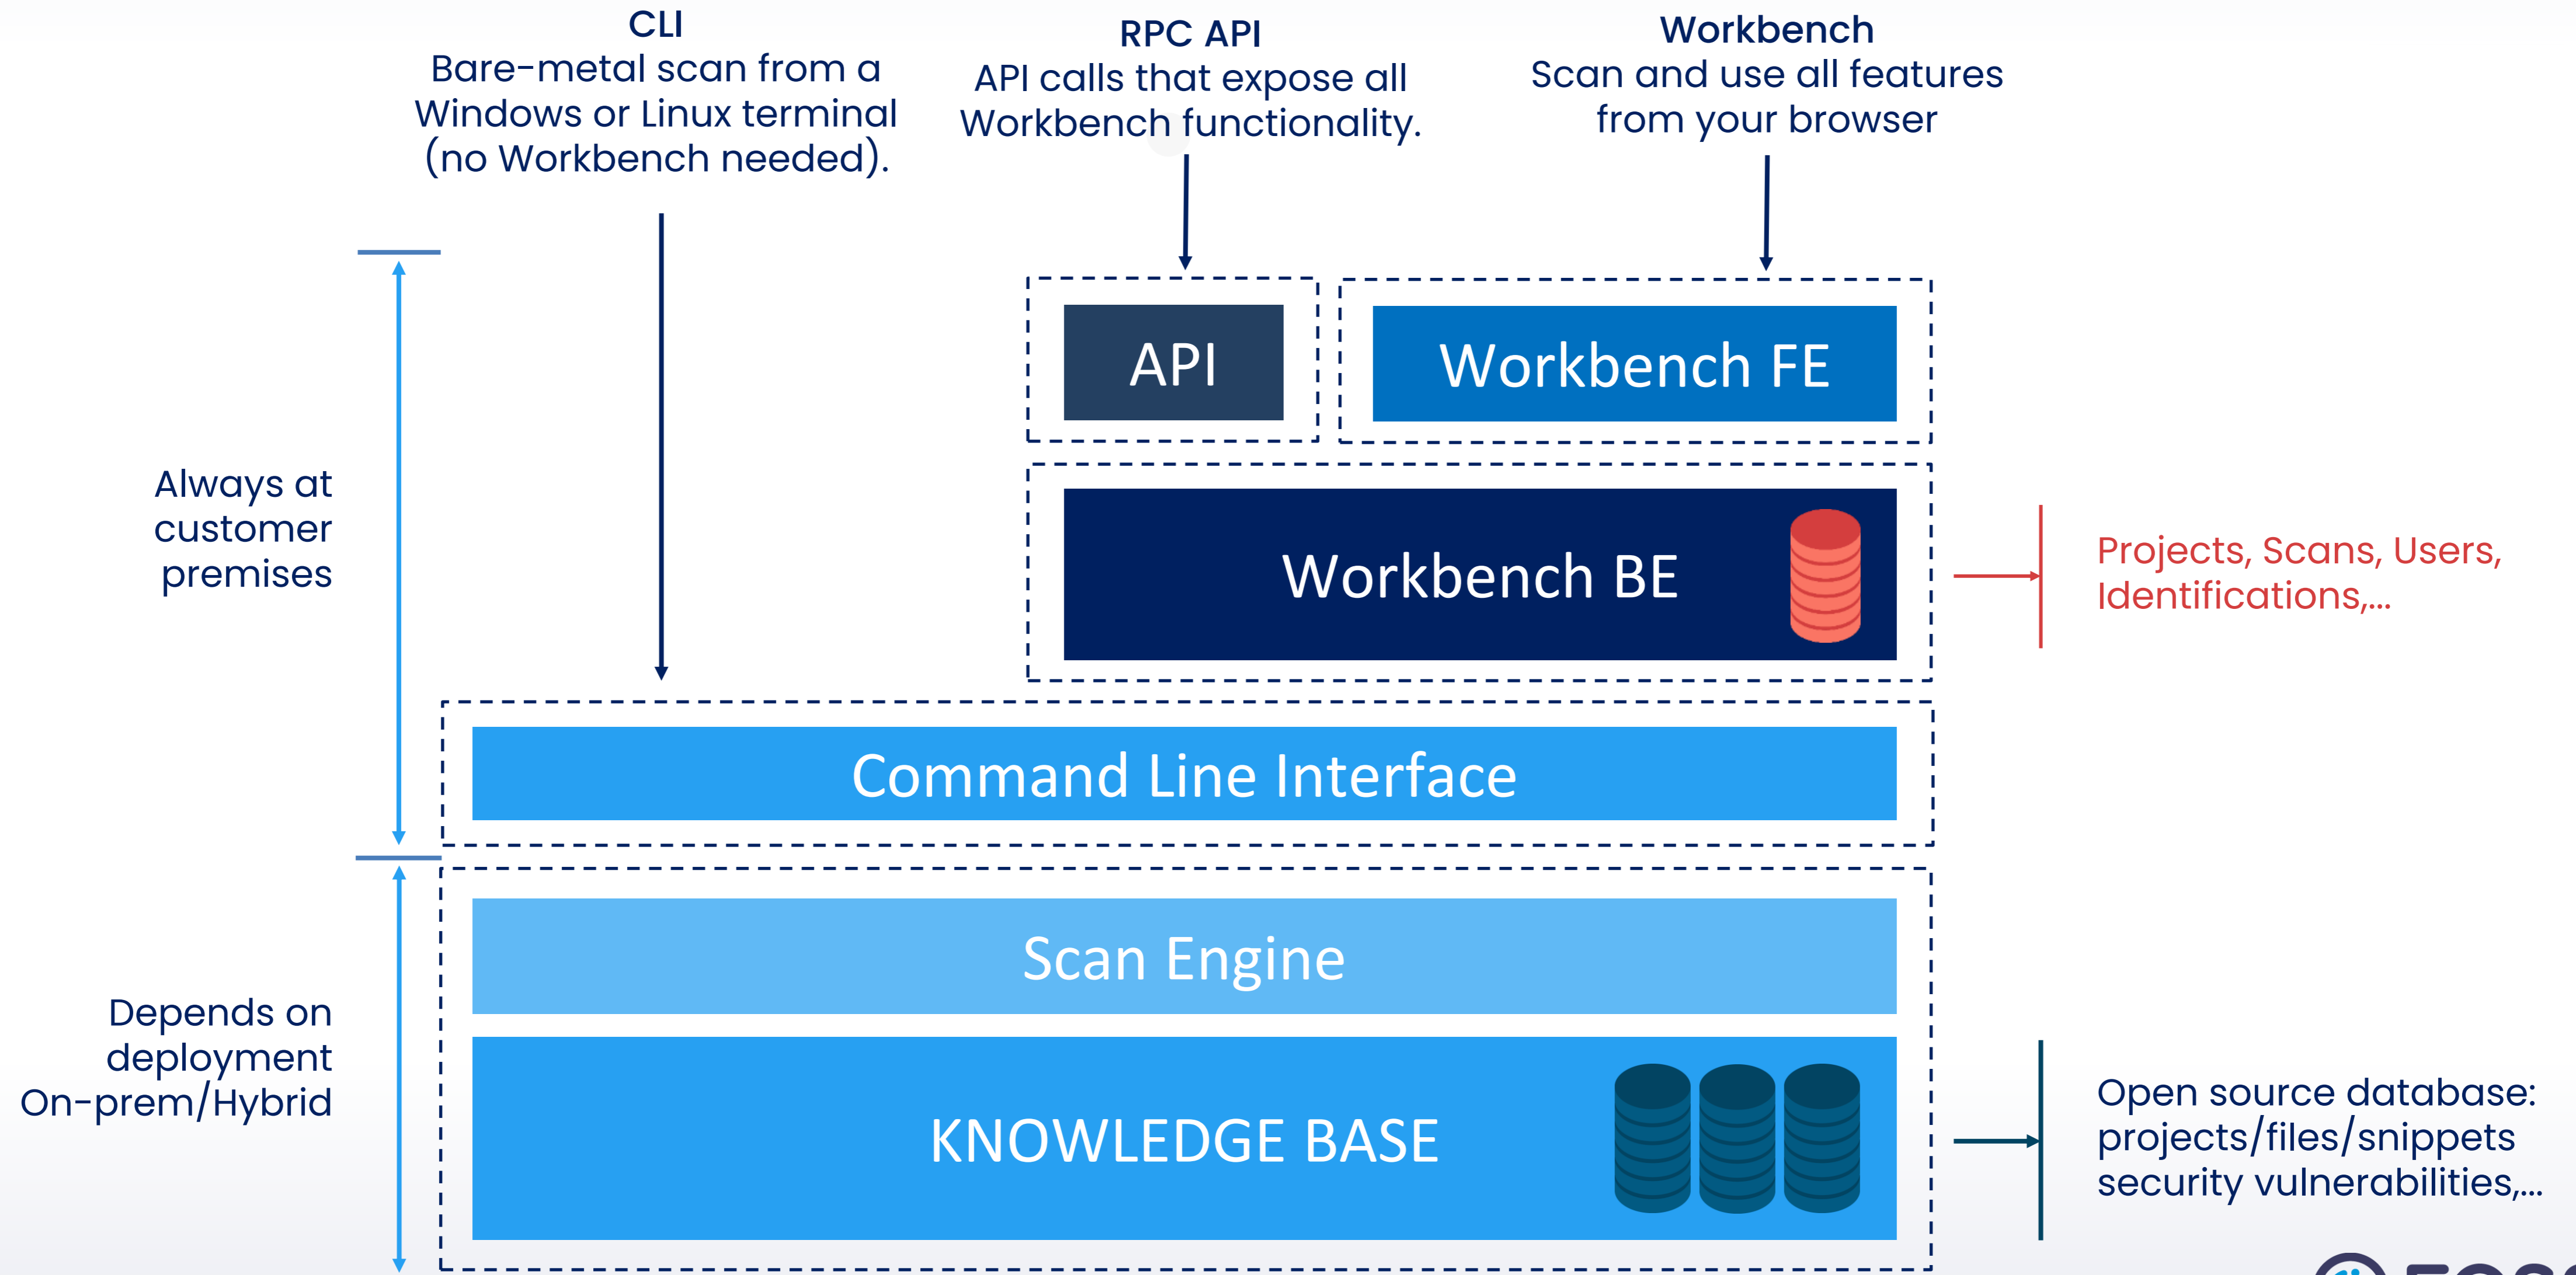 CLI
Bare-metal scan from a
Windows or Linux terminal
(no Workbench needed).
RPC API
API calls that expose all
Workbench functionality.
Workbench
Scan and use all features
from your browser
API
Workbench FE
Always at
customer
premises
Workbench BE
Projects, Scans, Users,
Identifications,...
Command Line Interface
Scan Engine
Depends on
deployment
On-prem/Hybrid
KNOWLEDGE BASE
Open source database:
projects/files/snippets
security vulnerabilities,...